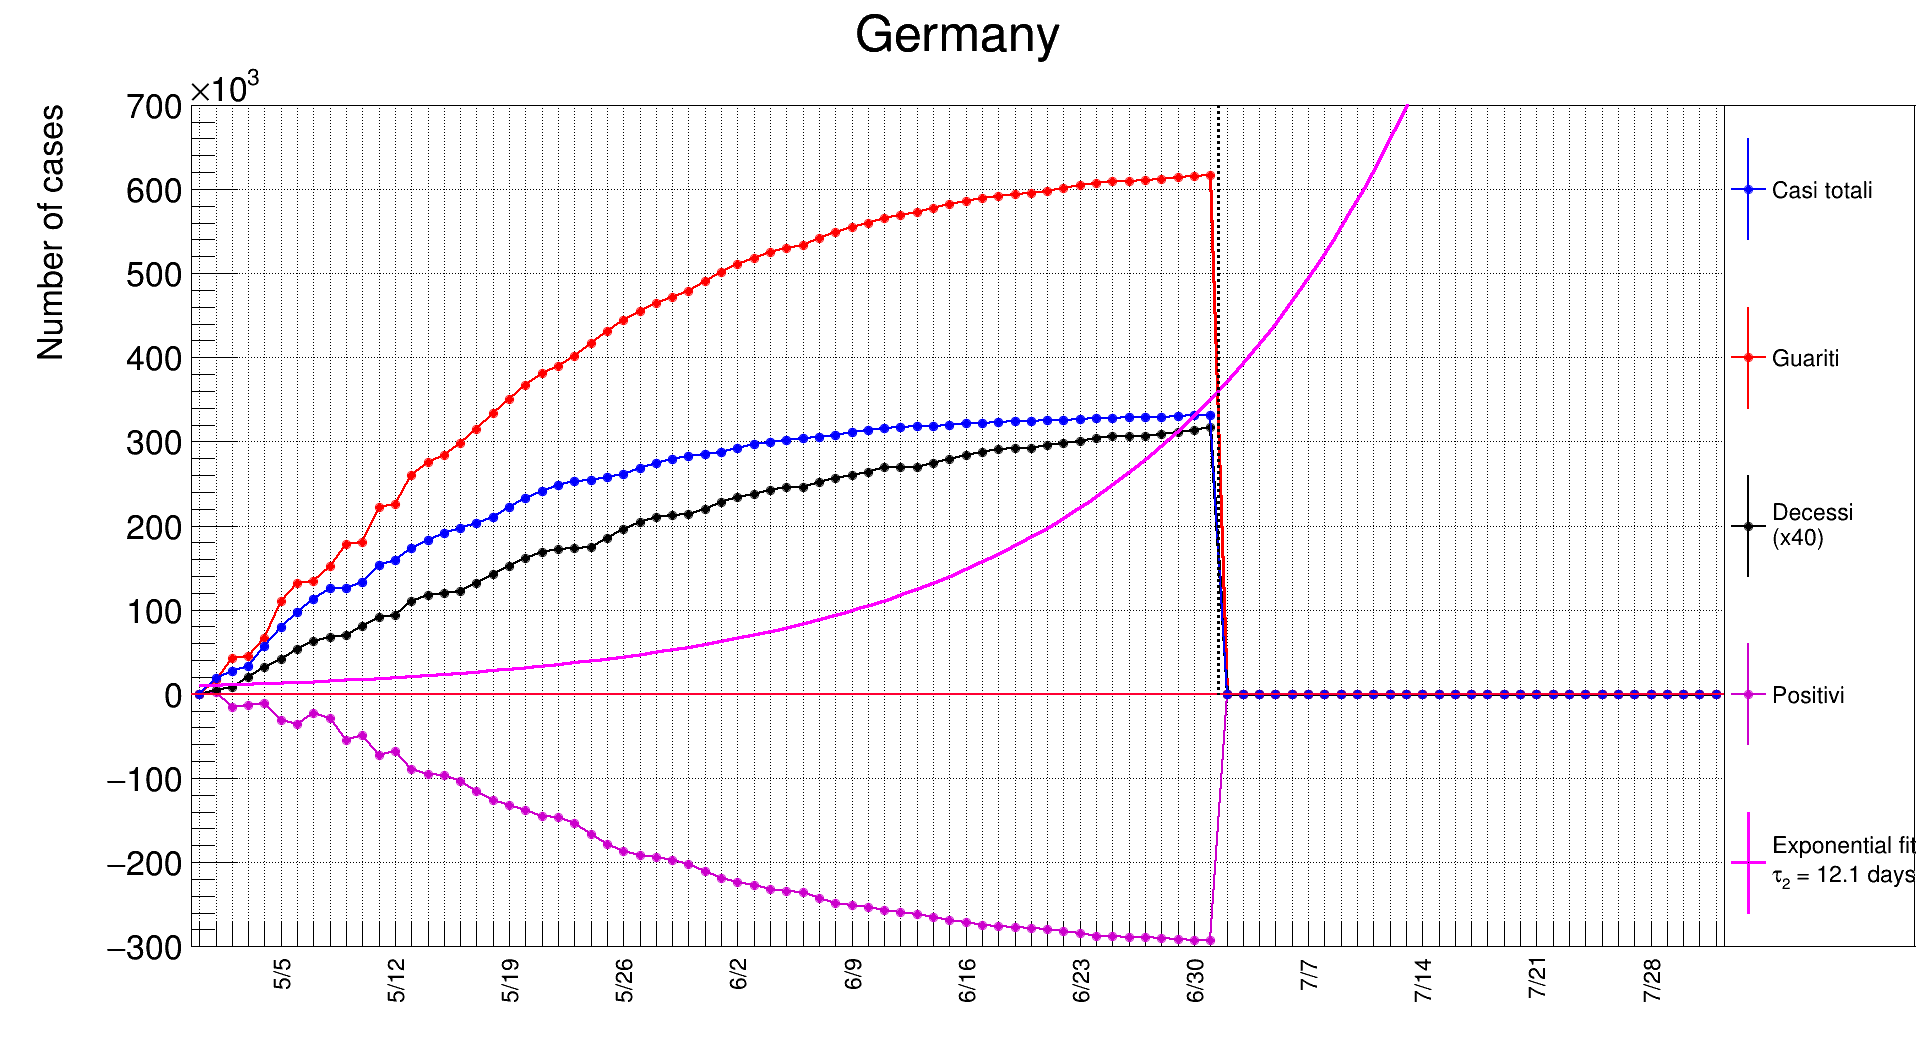 Germany
×10³
Number of cases
700
600
500
400
300
200
100
0
−100
−200
−300
5/5
5/12
5/19
5/26
6/2
6/9
6/16
6/23
6/30
7/7
7/14
7/21
7/28
Casi totali
Guariti
Decessi
(x40)
Positivi
Exponential fit
τ₂ = 12.1 days